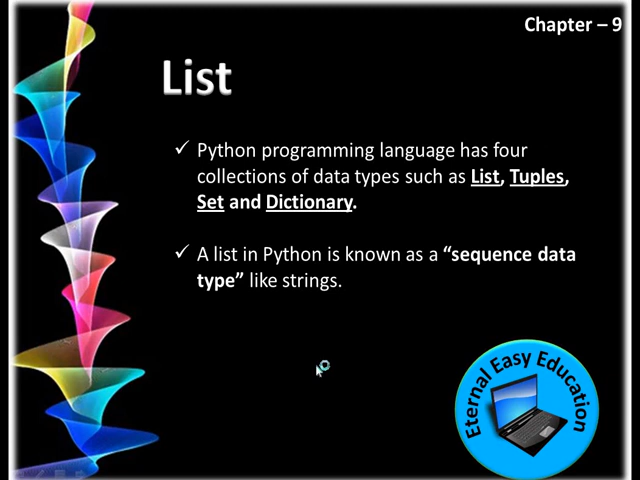 Chapter – 9
List
✓ Python programming language has four
collections of data types such as List, Tuples,
Set and Dictionary.
✓ A list in Python is known as a “sequence data
type” like strings.
Eternal Easy Education